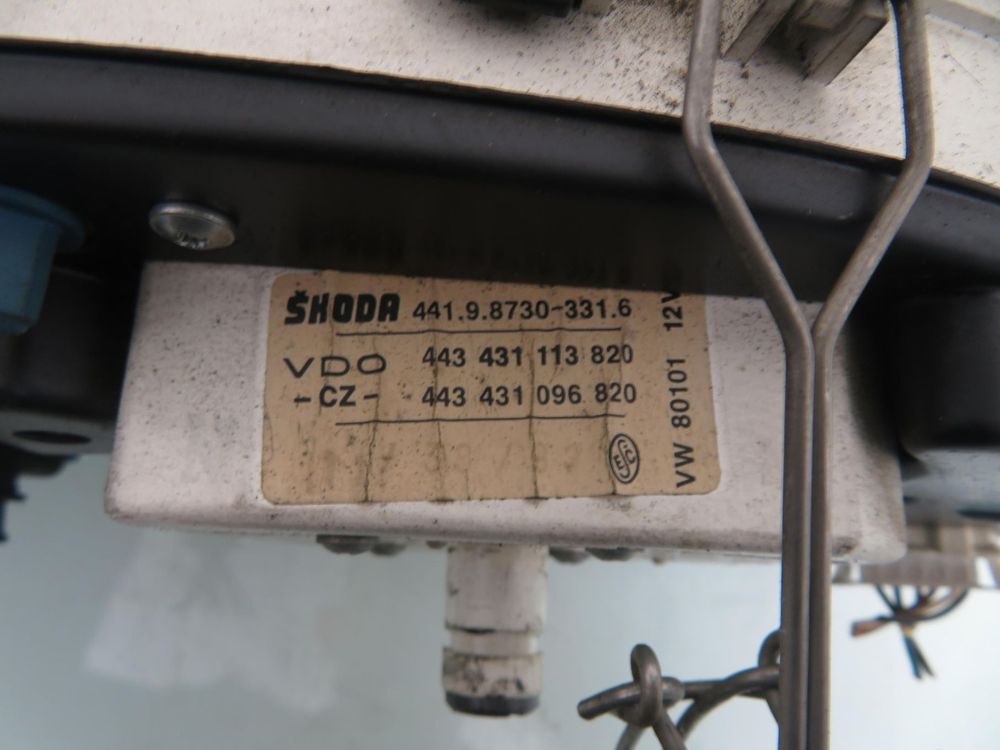 ŠKODA 441.9.8730-331.6
VDO 443 431 113 820
-CZ- 443 431 096 820
VW 80101 12V